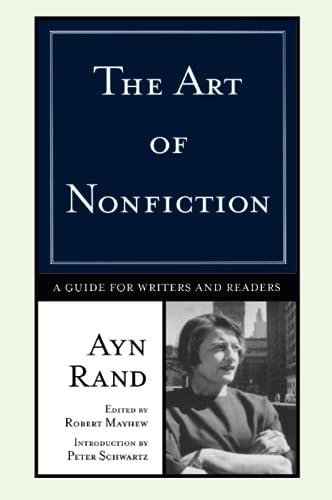 The Art
of
Nonfiction
A Guide for Writers and Readers
Ayn
Rand
Edited by
Robert Mayhew
Introduction by
Peter Schwartz